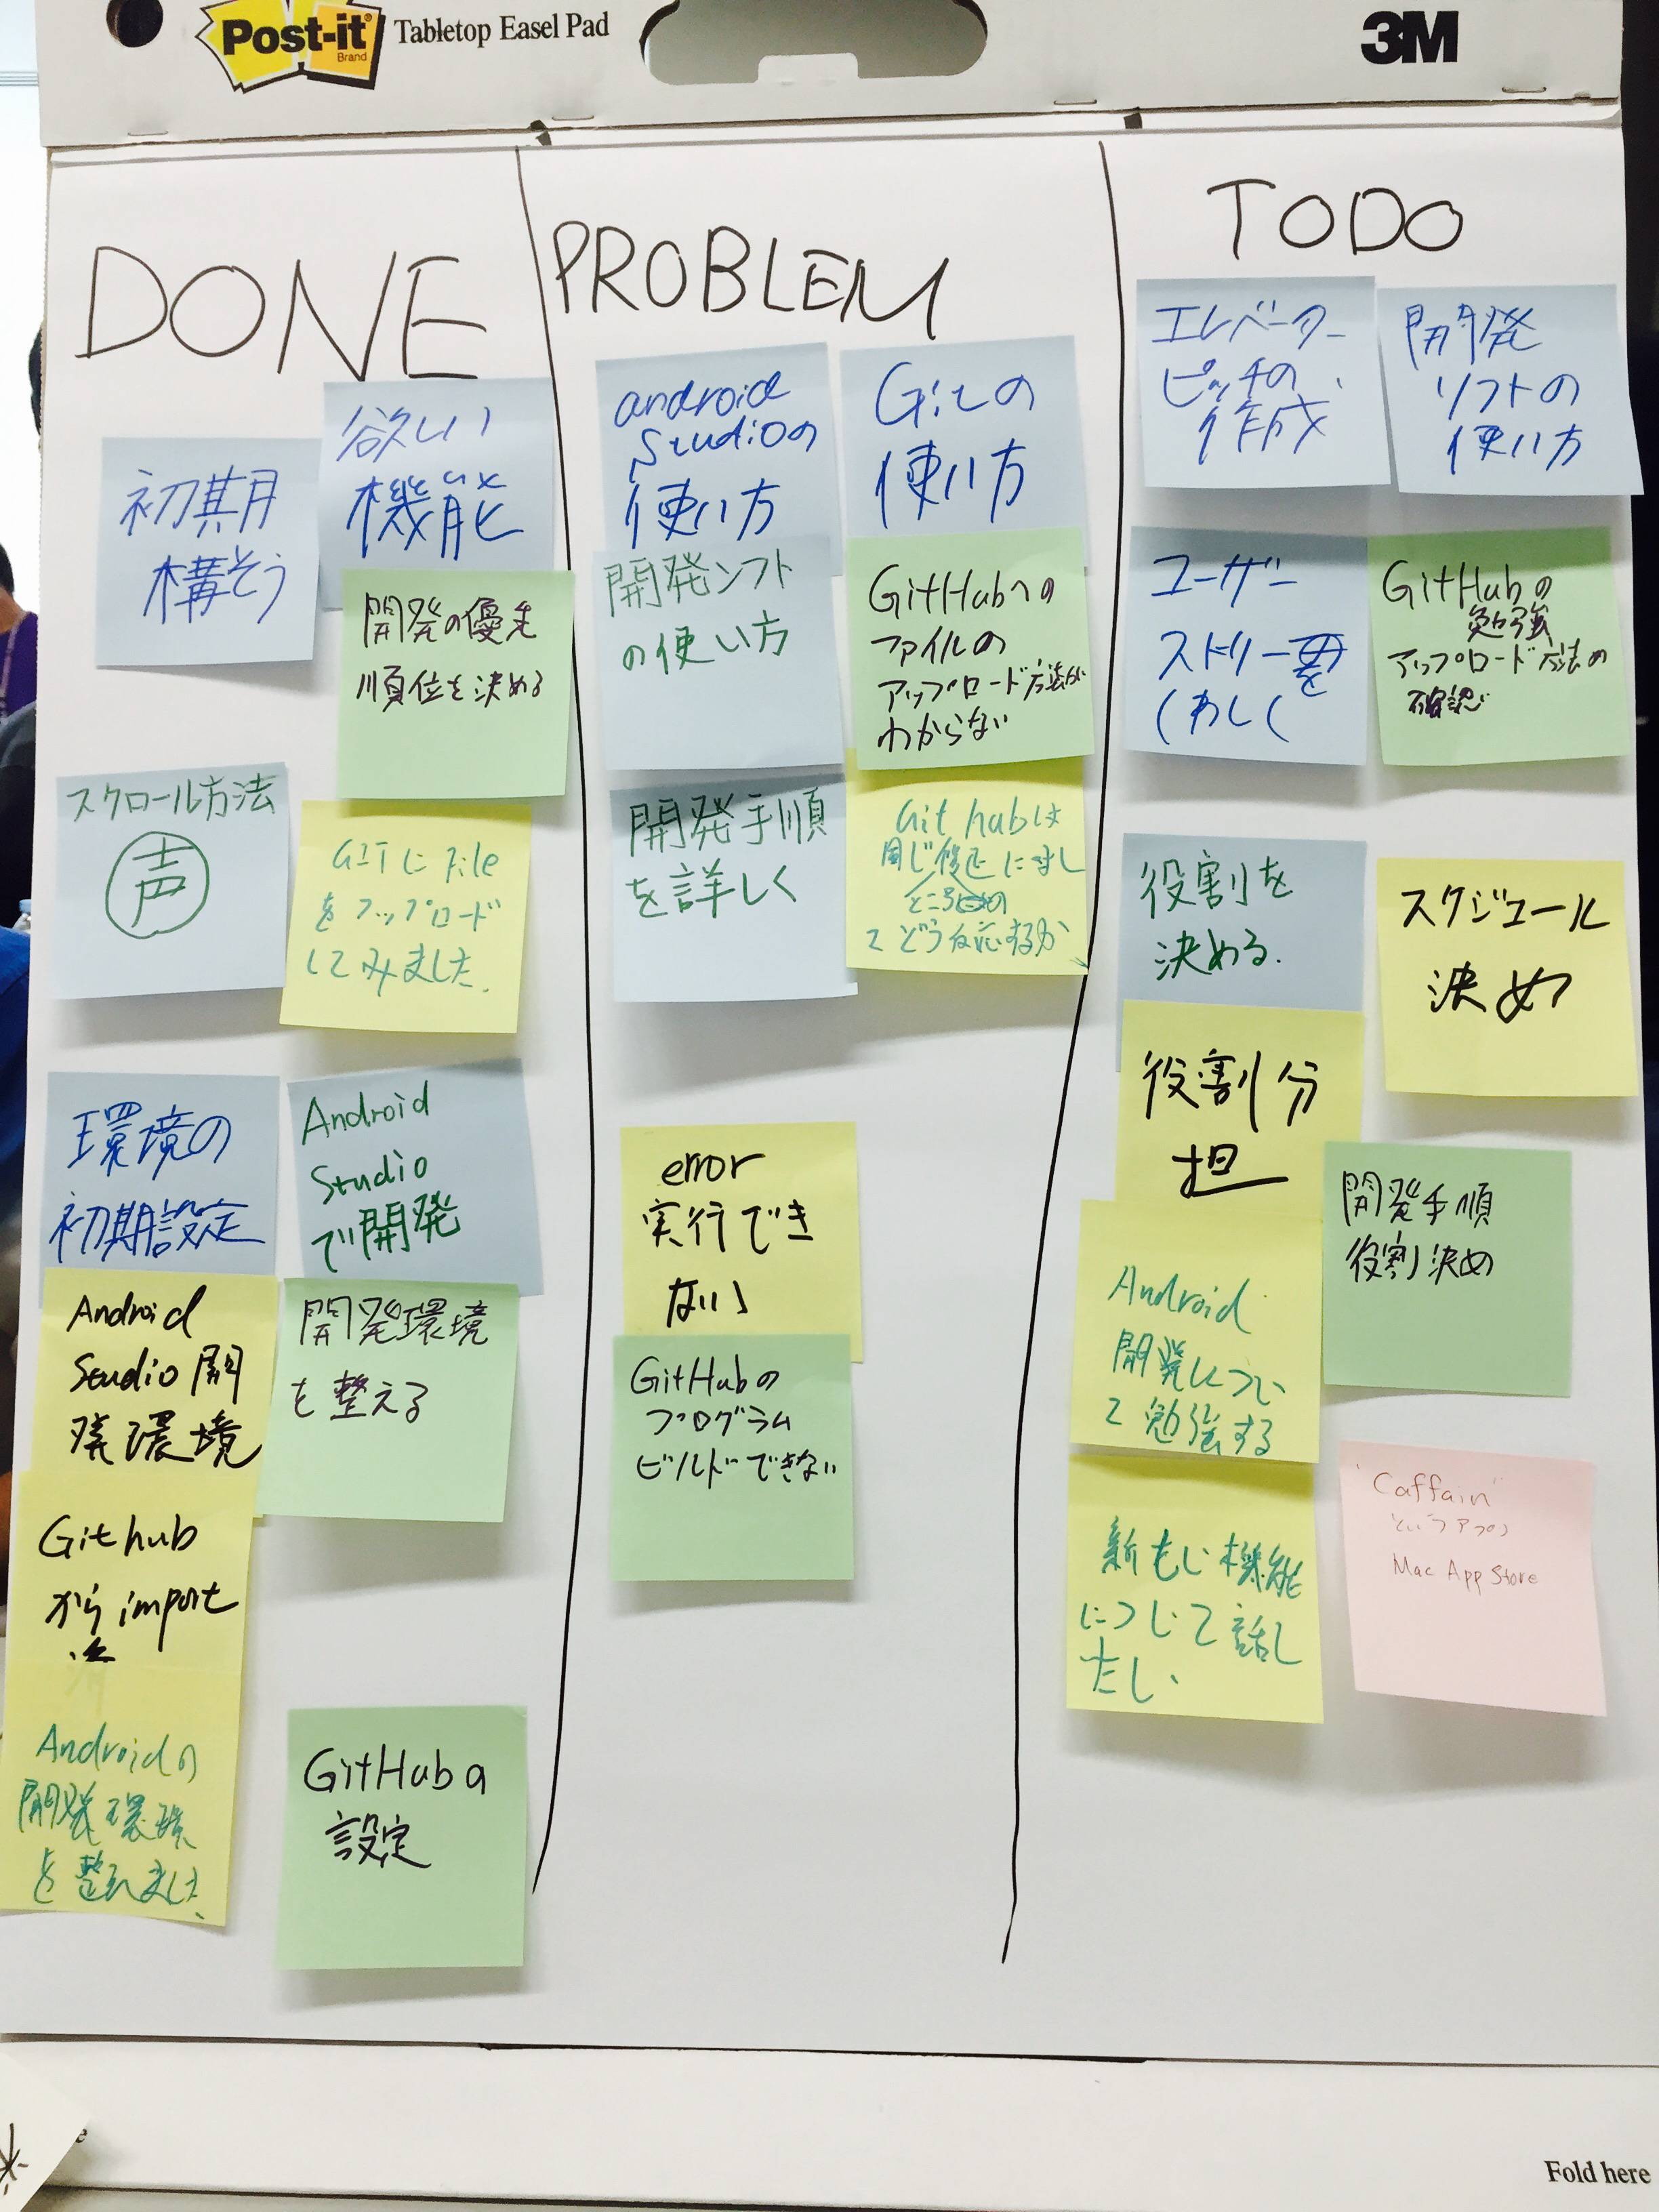 Post-it
Brand
Tabletop Easel Pad
3M
DONE
初期
構そう
欲しい
機能
開発の優先
順位を決める
スクロール方法
声
GITにFile
をアップロード
してみました.
環境の
初期設定
Android
Studio
で開発
Android
Studio開
発環境
開発環境
を整える
Github
からimport
Androidの
開発環境
を整えました.
GitHubの
設定
PROBLEM
android
Studioの
使い方
Gitの
使い方
開発ソフト
の使い方
GitHubへの
ファイルの
アップロード方法が
わからない
開発手順
を詳しく
Git hubは
同じ修正に対し
て どう反応するか
error
実行でき
ない
GitHubの
プログラム
ビルドできない
TODO
エレベーター
ピッチの
作成
開発
ソフトの
使い方
ユーザー
ストーリーを
くわしく
GitHubの
勉強
アップロード方法の
確認
役割を
決める.
スケジュール
決め
役割分
担
開発手順
役割決め
Android
開発につい
て勉強する
新もい機能
について話し
たい.
"Caffain"
というアプリ
Mac App Store
Fold here